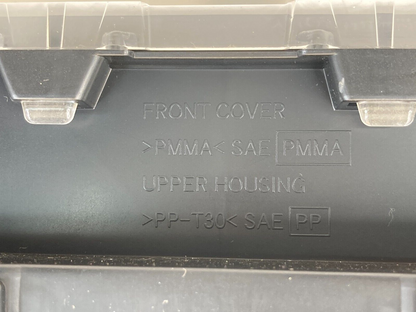 FRONT COVER
>PMMA< SAE PMMA
UPPER HOUSING
>PP-T30< SAE PP